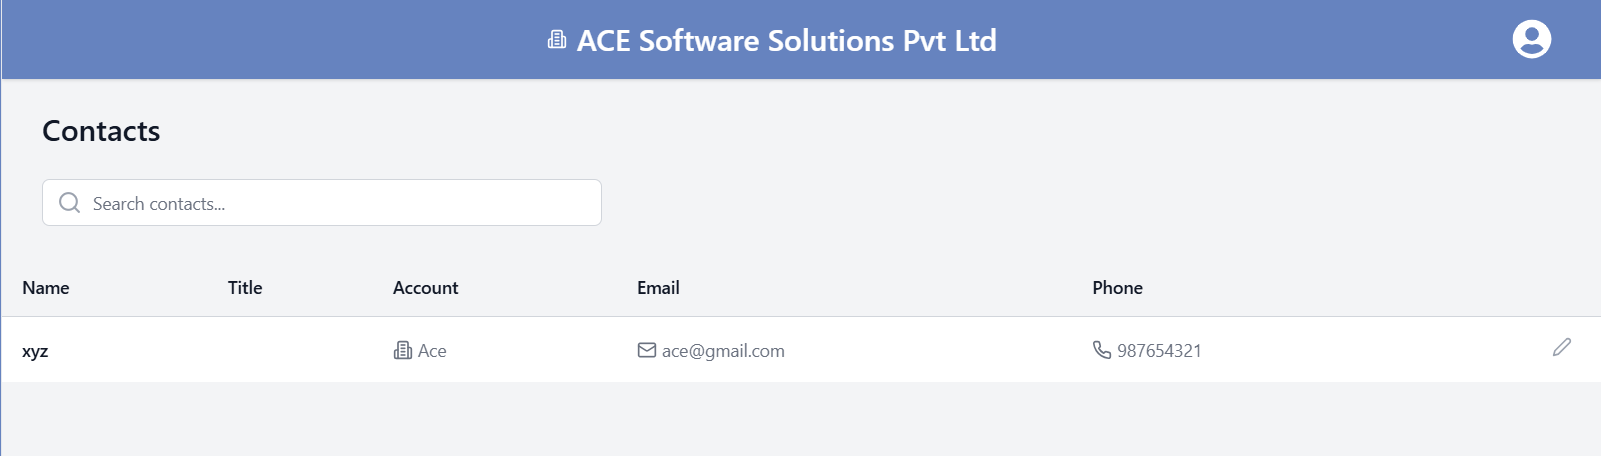 ACE Software Solutions Pvt Ltd
Contacts
Search contacts...
Name Title Account Email Phone
xyz Ace ace@gmail.com 987654321